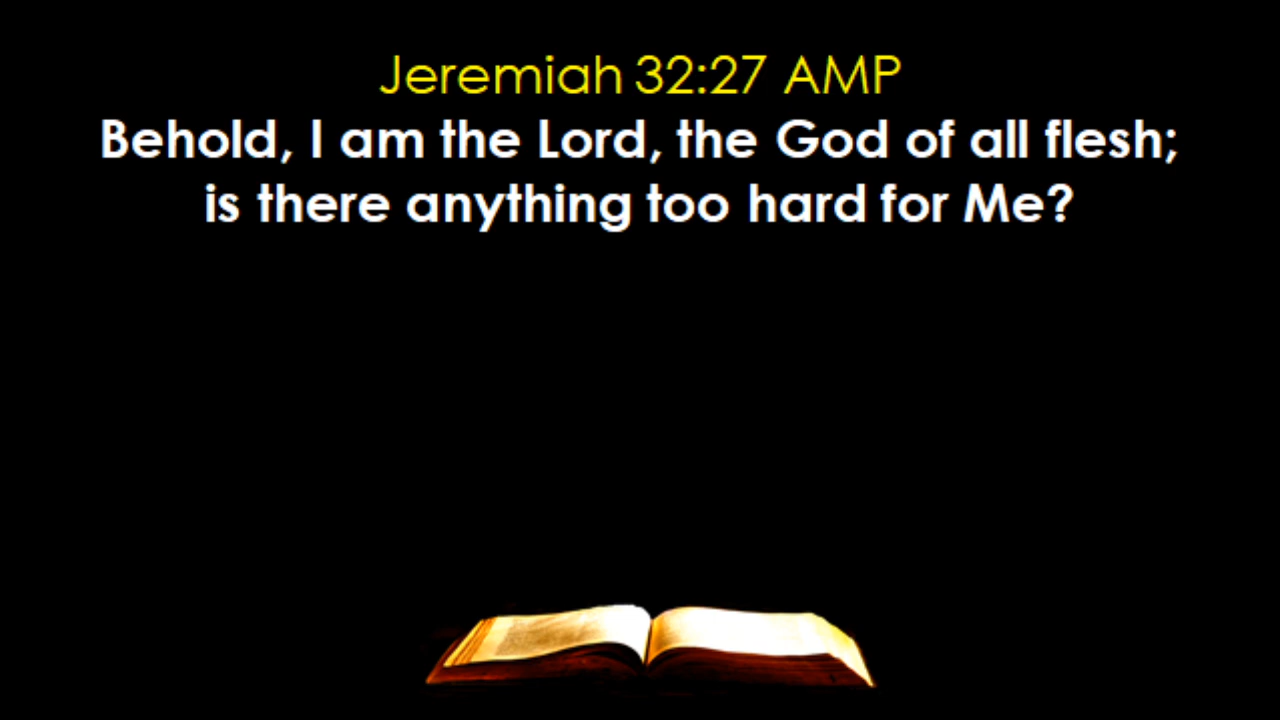 Jeremiah 32:27 AMP
Behold, I am the Lord, the God of all flesh;
is there anything too hard for Me?